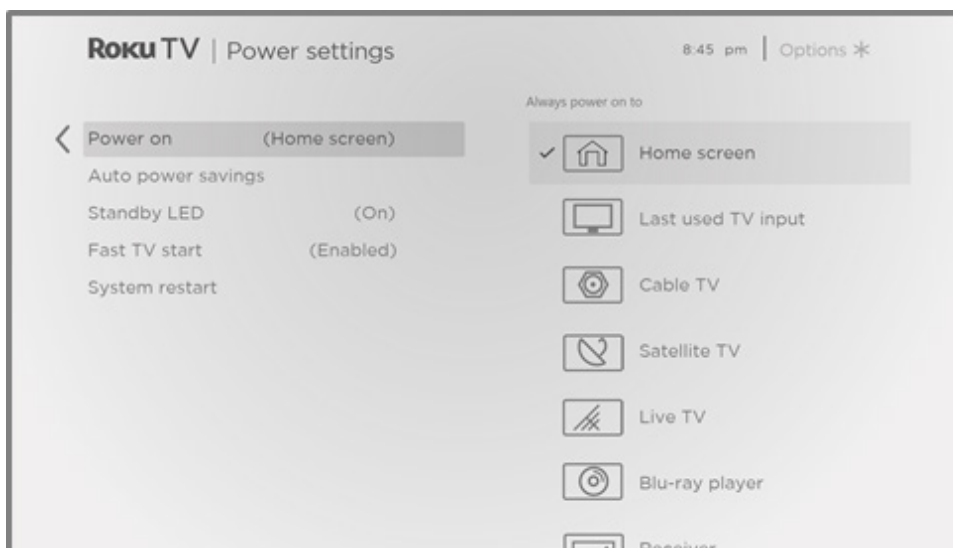 Roku TV | Power settings
8:45 pm | Options
Always power on to
Power on (Home screen)
Auto power savings
Standby LED (On)
Fast TV start (Enabled)
System restart
Home screen
Last used TV input
Cable TV
Satellite TV
Live TV
Blu-ray player
Receiver